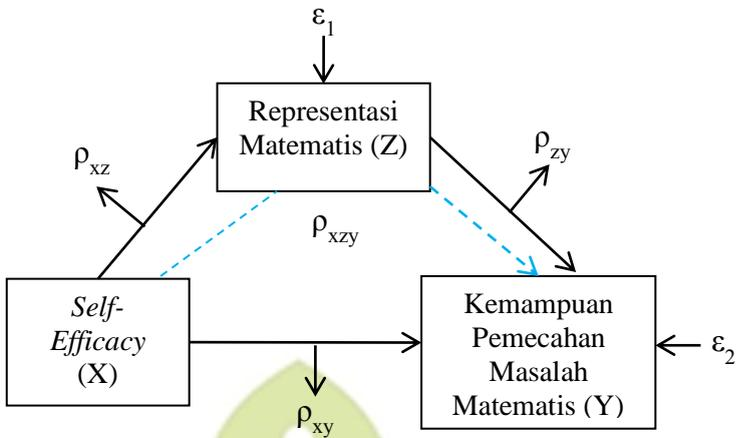 ε1
Representasi
Matematis (Z)
ρxz
ρzy
ρxzy
Self-
Efficacy
(X)
Kemampuan
Pemecahan
Masalah
Matematis (Y)
ε2
ρxy